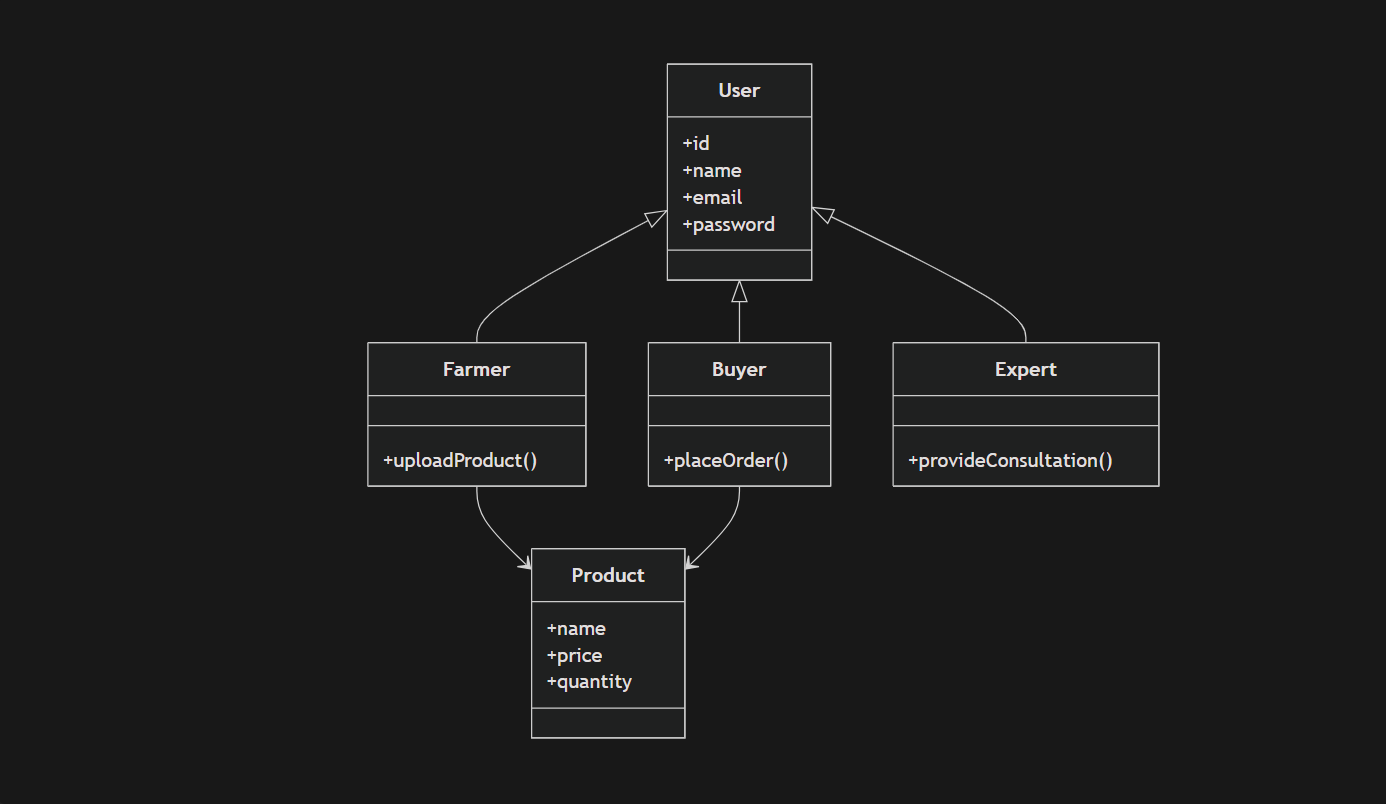 User
+id
+name
+email
+password
Farmer
+uploadProduct()
Buyer
+placeOrder()
Expert
+provideConsultation()
Product
+name
+price
+quantity